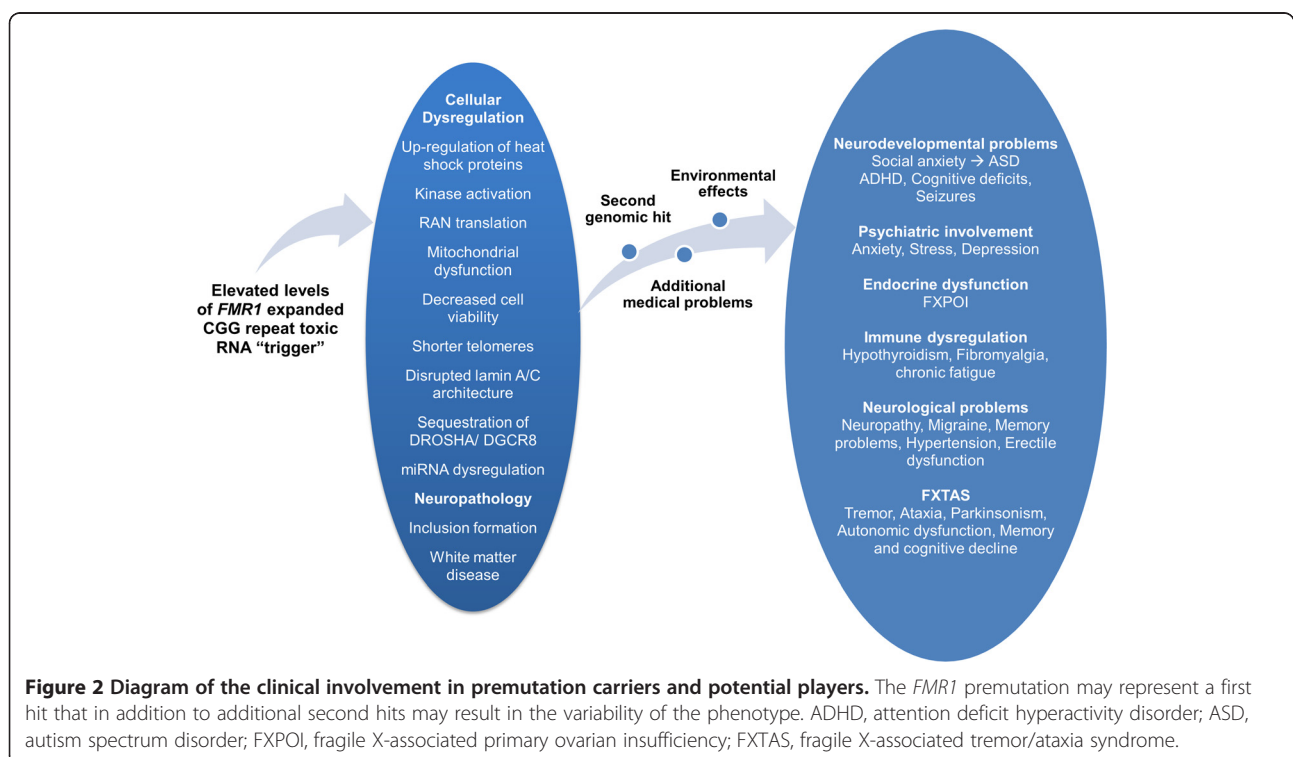 Elevated levels
of FMR1 expanded
CGG repeat toxic
RNA “trigger”
Cellular
Dysregulation
Up-regulation of heat
shock proteins
Kinase activation
RAN translation
Mitochondrial
dysfunction
Decreased cell
viability
Shorter telomeres
Disrupted lamin A/C
architecture
Sequestration of
DROSHA/ DGCR8
miRNA dysregulation
Neuropathology
Inclusion formation
White matter
disease
Second
genomic hit
Environmental
effects
Additional
medical problems
Neurodevelopmental problems
Social anxiety → ASD
ADHD, Cognitive deficits,
Seizures
Psychiatric involvement
Anxiety, Stress, Depression
Endocrine dysfunction
FXPOI
Immune dysregulation
Hypothyroidism, Fibromyalgia,
chronic fatigue
Neurological problems
Neuropathy, Migraine, Memory
problems, Hypertension, Erectile
dysfunction
FXTAS
Tremor, Ataxia, Parkinsonism,
Autonomic dysfunction, Memory
and cognitive decline
Figure 2 Diagram of the clinical involvement in premutation carriers and potential players. The FMR1 premutation may represent a first
hit that in addition to additional second hits may result in the variability of the phenotype. ADHD, attention deficit hyperactivity disorder; ASD,
autism spectrum disorder; FXPOI, fragile X-associated primary ovarian insufficiency; FXTAS, fragile X-associated tremor/ataxia syndrome.